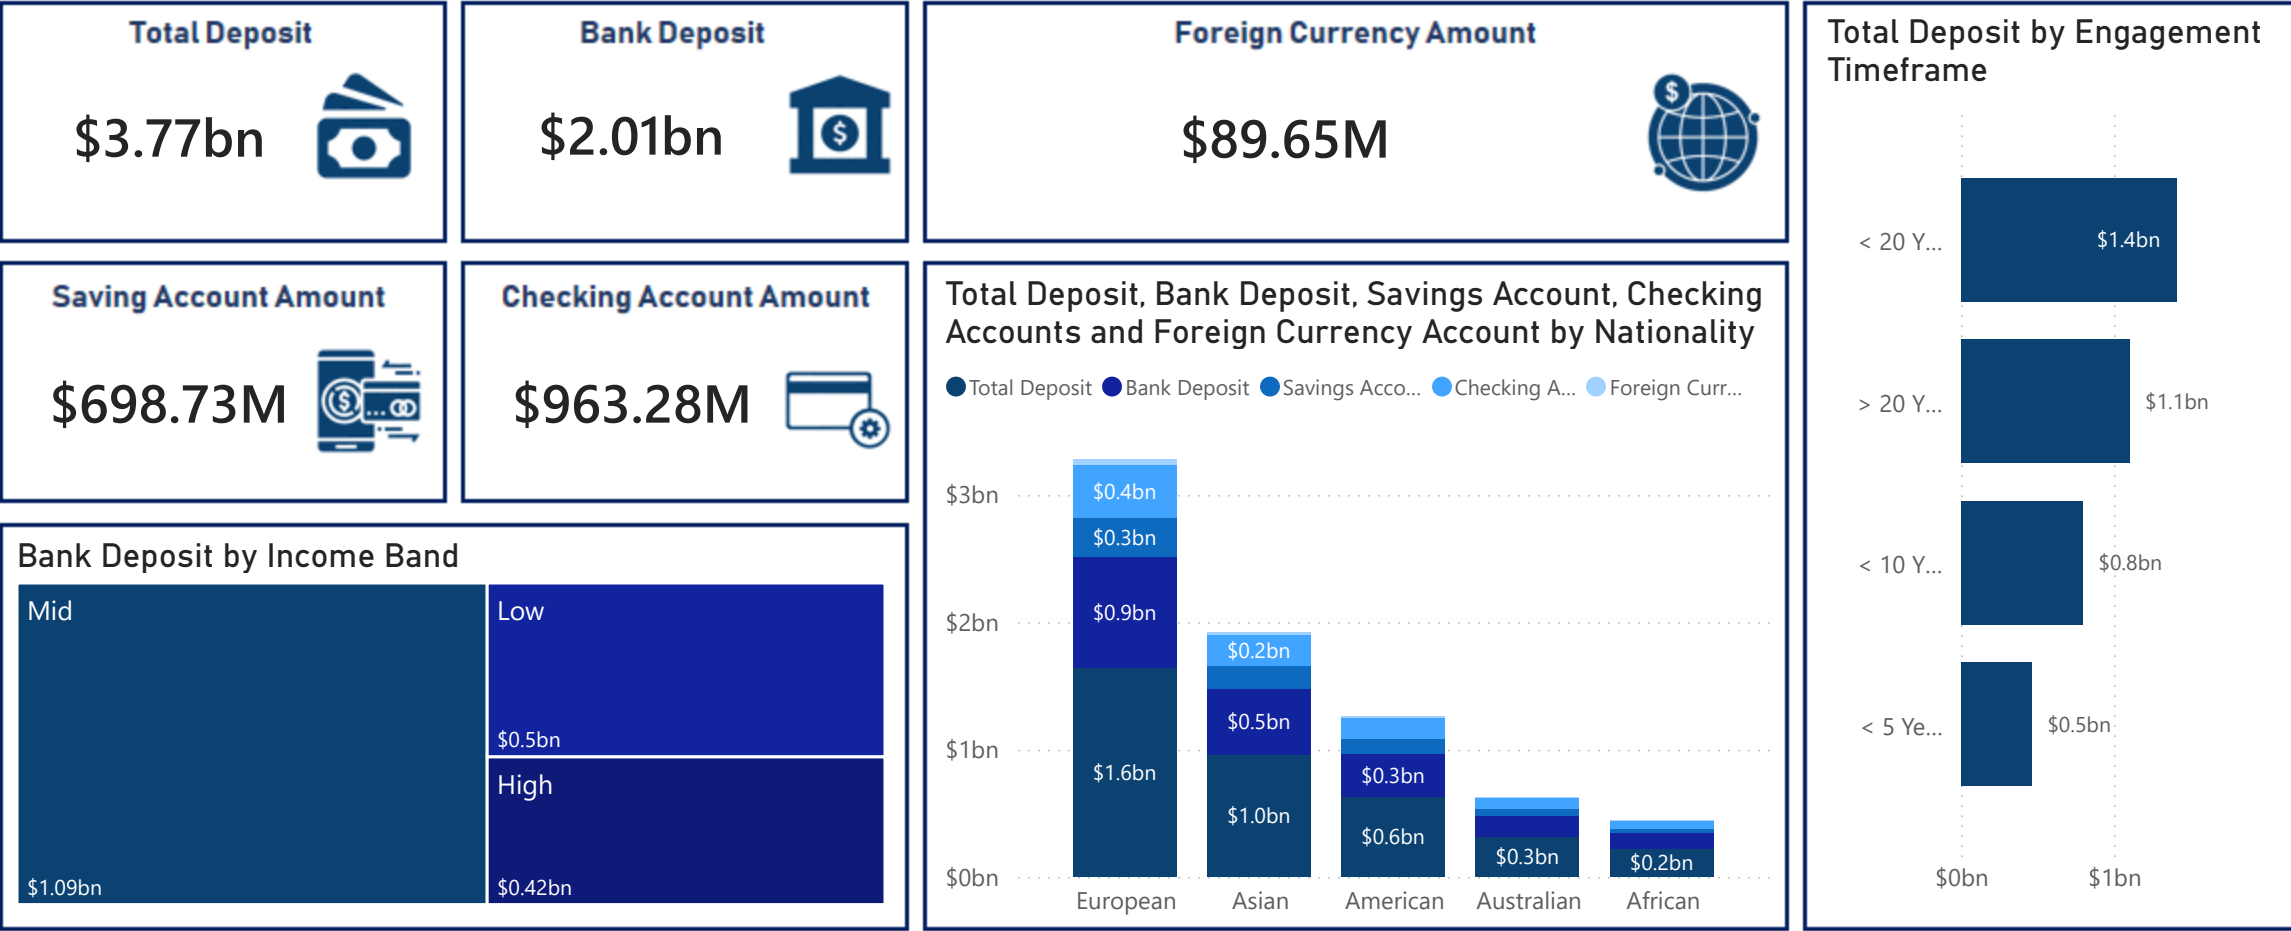 Total Deposit
$3.77bn
Bank Deposit
$2.01bn
Foreign Currency Amount
$89.65M
$
Saving Account Amount
$698.73M
Checking Account Amount
$963.28M
Bank Deposit by Income Band
Mid
$1.09bn
Low
$0.5bn
High
$0.42bn
Total Deposit, Bank Deposit, Savings Account, Checking
Accounts and Foreign Currency Account by Nationality
Total Deposit Bank Deposit Savings Acco... Checking A... Foreign Curr...
$3bn
$2bn
$1bn
$0bn
$0.4bn
$0.3bn
$0.9bn
$1.6bn
$0.2bn
$0.5bn
$1.0bn
$0.3bn
$0.6bn
$0.3bn
$0.2bn
European Asian American Australian African
Total Deposit by Engagement
Timeframe
< 20 Y... $1.4bn
> 20 Y... $1.1bn
< 10 Y... $0.8bn
< 5 Ye... $0.5bn
$0bn $1bn